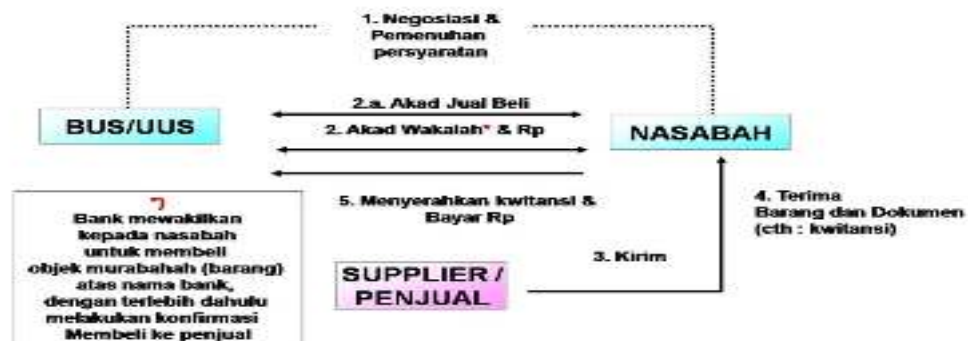 1. Negosiasi &
Pemenuhan
persyaratan
2.a. Akad Jual Beli
BUS/UUS
2. Akad Wakalah* & Rp
NASABAH
5. Menyerahkan kwitansi &
Bayar Rp
4. Terima
Barang dan Dokumen
(cth : kwitansi)
3. Kirim
SUPPLIER /
PENJUAL
*)
Bank mewakilkan
kepada nasabah
untuk membeli
objek murabahah (barang)
atas nama bank,
dengan terlebih dahulu
melakukan konfirmasi
Membeli ke penjual